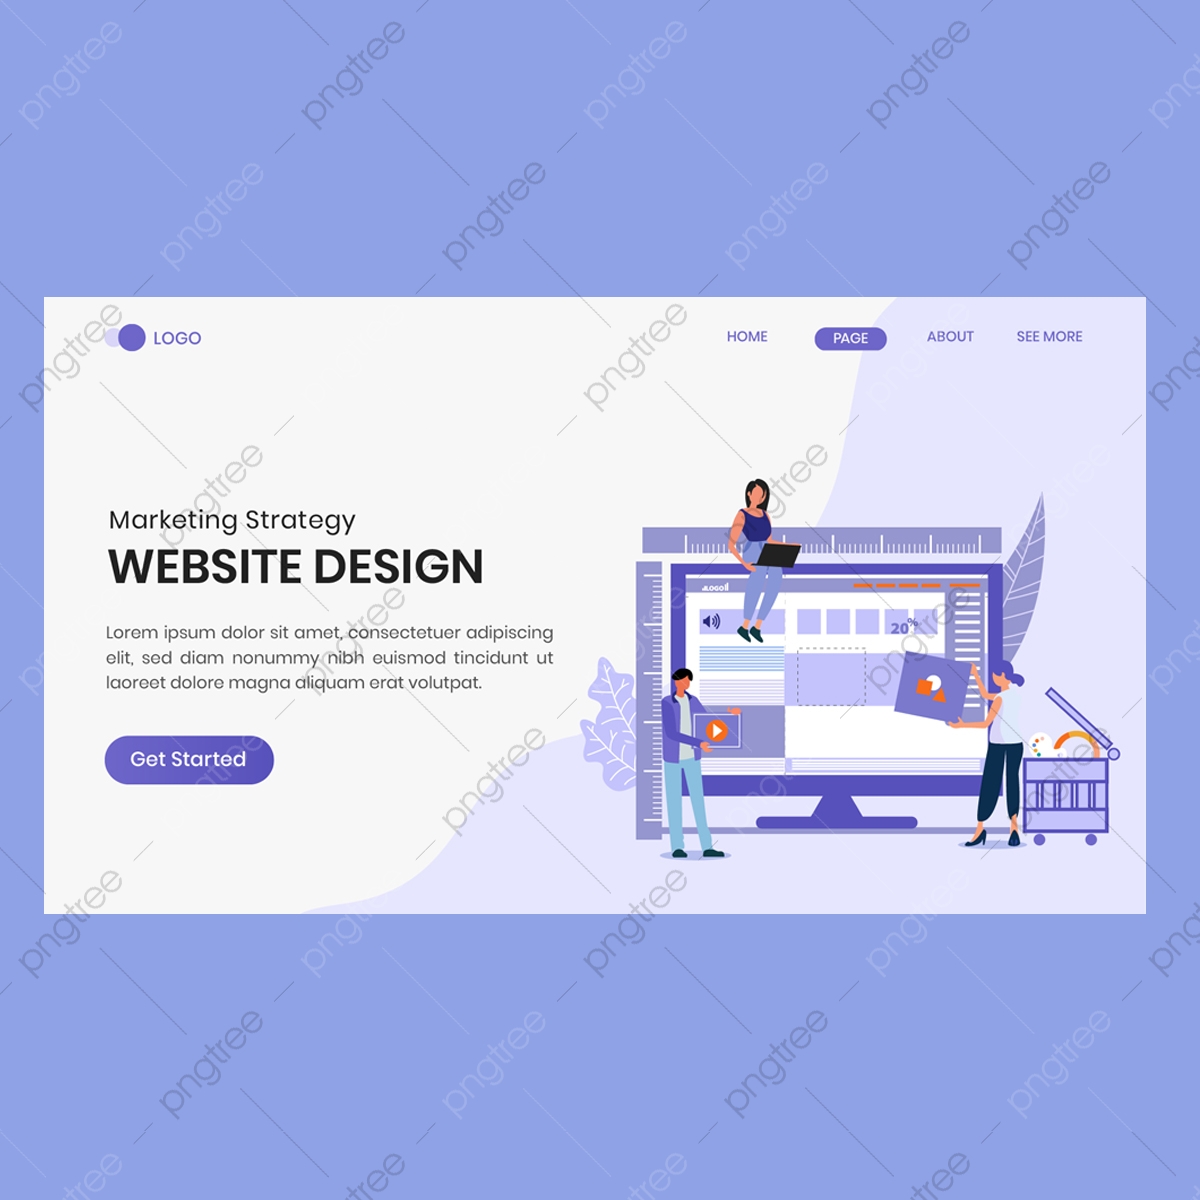 LOGO
HOME
PAGE
ABOUT
SEE MORE
Marketing Strategy
WEBSITE DESIGN
Lorem ipsum dolor sit amet, consectetuer adipiscing
elit, sed diam nonummy nibh euismod tincidunt ut
laoreet dolore magna aliquam erat volutpat.
Get Started
LOGO
20%
pngtree